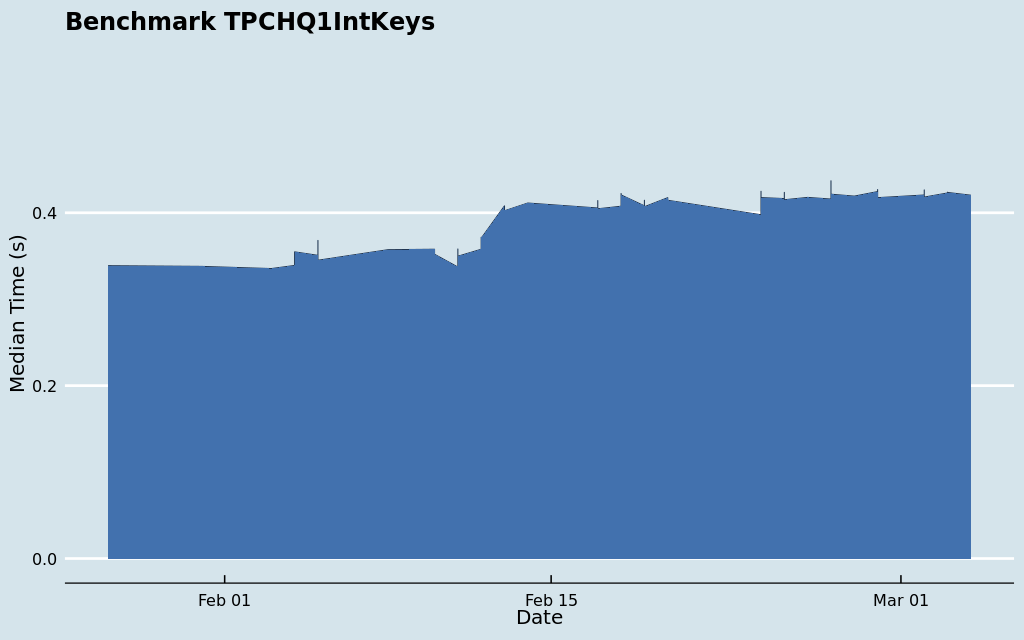 Benchmark TPCHQ1IntKeys
Median Time (s)
0.4
0.2
0.0
Feb 01
Feb 15
Mar 01
Date